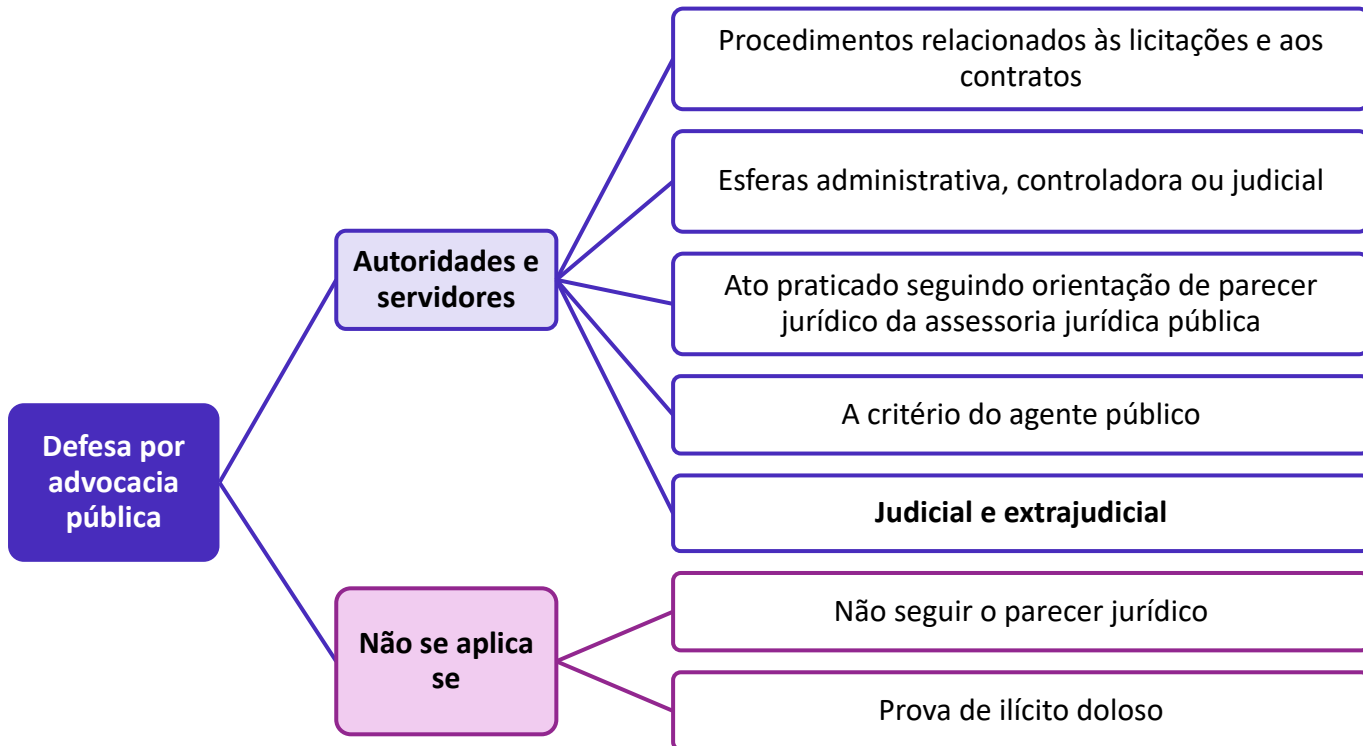 Procedimentos relacionados às licitações e aos
contratos
Esferas administrativa, controladora ou judicial
Autoridades e
servidores
Ato praticado seguindo orientação de parecer
jurídico da assessoria jurídica pública
A critério do agente público
Defesa por
advocacia
pública
Judicial e extrajudicial
Não se aplica
se
Não seguir o parecer jurídico
Prova de ilícito doloso